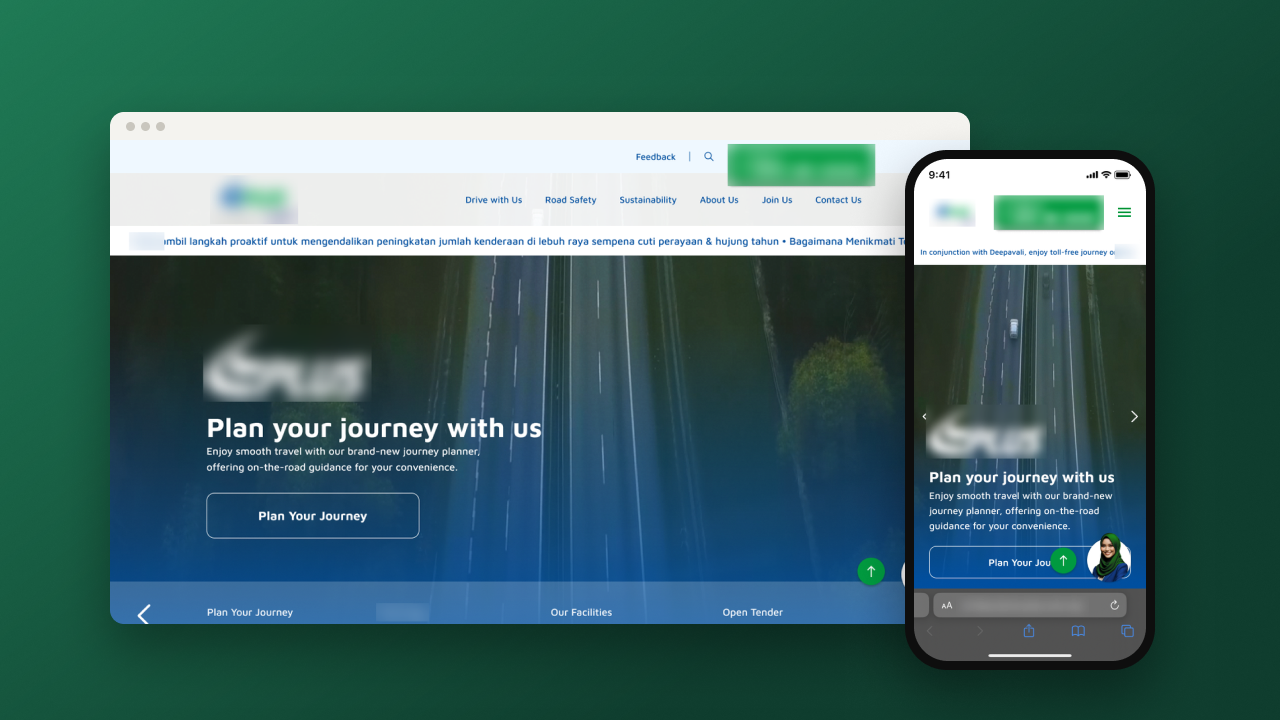 Feedback
Drive with Us Road Safety Sustainability About Us Join Us Contact Us
ambil langkah proaktif untuk mengendalikan peningkatan jumlah kenderaan di lebuh raya sempena cuti perayaan & hujung tahun • Bagaimana Menikmati
PLUS
Plan your journey with us
Enjoy smooth travel with our brand-new journey planner,
offering on-the-road guidance for your convenience.
Plan Your Journey
Plan Your Journey Our Facilities Open Tender
9:41
In conjunction with Deepavali, enjoy toll-free journey
PLUS
Plan your journey with us
Enjoy smooth travel with our brand-new
journey planner, offering on-the-road
guidance for your convenience.
Plan Your Jou
AA